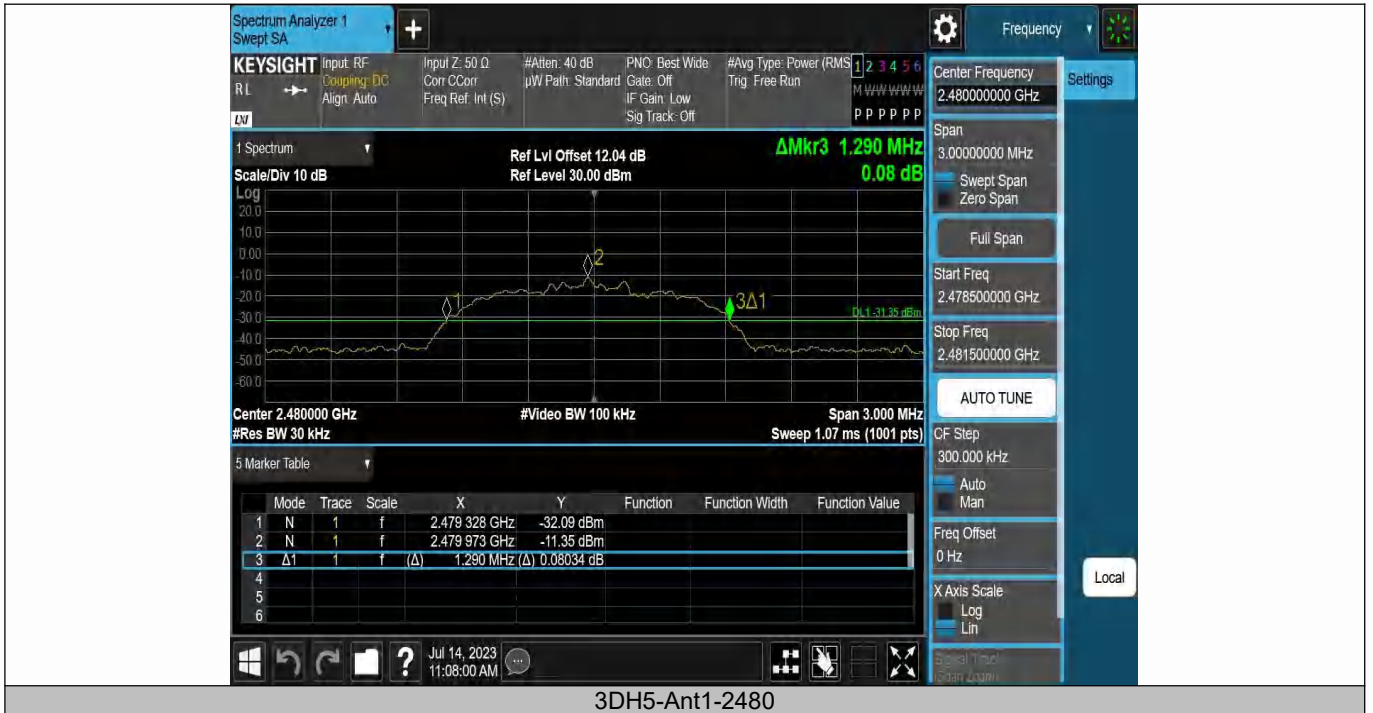 Spectrum Analyzer 1
Swept SA
+
Frequency
KEYSIGHT
R L
LXI
Input: RF
Coupling: DC
Align: Auto
Input Z: 50 Ω
Corr CCorr
Freq Ref: Int (S)
#Atten: 40 dB
µW Path: Standard
PNO: Best Wide
Gate: Off
IF Gain: Low
Sig Track: Off
#Avg Type: Power (RMS
Trig: Free Run
1 2 3 4 5 6
M W W W W W
P P P P P P
1 Spectrum
Scale/Div 10 dB
Ref Lvl Offset 12.04 dB
Ref Level 30.00 dBm
ΔMkr3 1.290 MHz
0.08 dB
Log
20.0
10.0
0.00
-10.0
-20.0
-30.0
-40.0
-50.0
-60.0
1
2
3Δ1
DL1 -31.35 dBm
Center 2.480000 GHz
#Video BW 100 kHz
Span 3.000 MHz
#Res BW 30 kHz
Sweep 1.07 ms (1001 pts)
5 Marker Table
Mode Trace Scale X Y Function Function Width Function Value
1 N 1 f 2.479 328 GHz -32.09 dBm
2 N 1 f 2.479 973 GHz -11.35 dBm
3 Δ1 1 f (Δ) 1.290 MHz (Δ) 0.08034 dB
4
5
6
?
Jul 14, 2023
11:08:00 AM
Center Frequency
2.480000000 GHz
Settings
Span
3.00000000 MHz
Swept Span
Zero Span
Full Span
Start Freq
2.478500000 GHz
Stop Freq
2.481500000 GHz
AUTO TUNE
CF Step
300.000 kHz
Auto
Man
Freq Offset
0 Hz
X Axis Scale
Log
Lin
Signal Track
(Span Zoom)
Local
3DH5-Ant1-2480